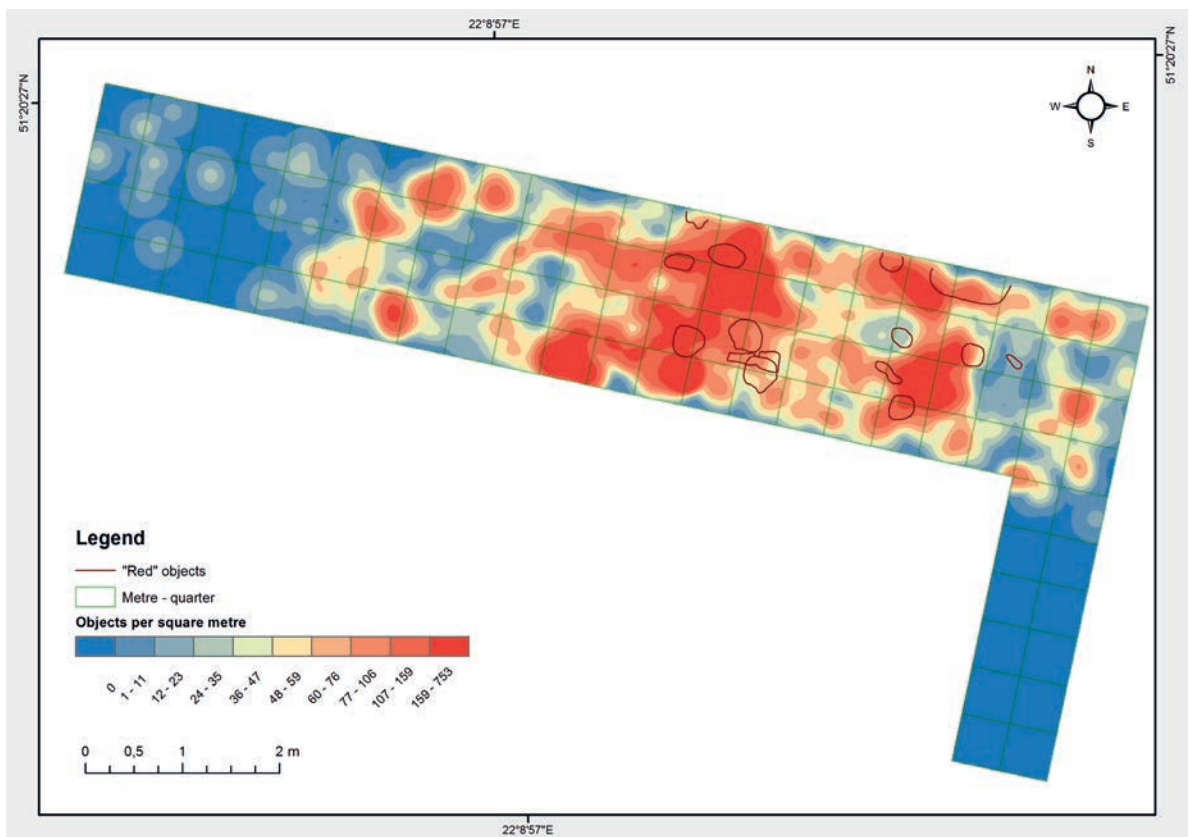 22°8'57"E
51°20'27"N
51°20'27"N
N
W E
S
Legend
"Red" objects
Metre - quarter
Objects per square metre
0
1 - 11
12 - 23
24 - 35
36 - 47
48 - 59
60 - 76
77 - 106
107 - 159
159 - 753
0 0,5 1 2 m
22°8'57"E